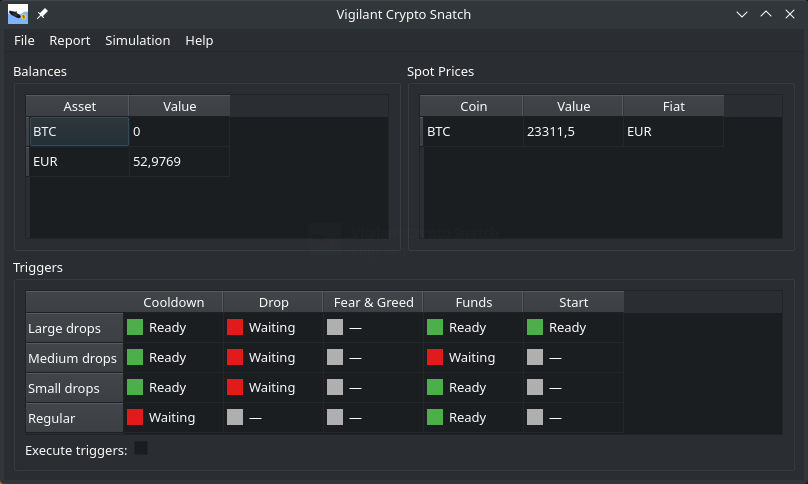 Vigilant Crypto Snatch
File Report Simulation Help
Balances
Spot Prices
Asset Value
BTC 0
EUR 52,9769
Coin Value Fiat
BTC 23311,5 EUR
Triggers
Cooldown Drop Fear & Greed Funds Start
Large drops Ready Waiting — Ready Ready
Medium drops Ready Waiting — Waiting —
Small drops Ready Waiting — Ready —
Regular Waiting — — Ready —
Execute triggers: